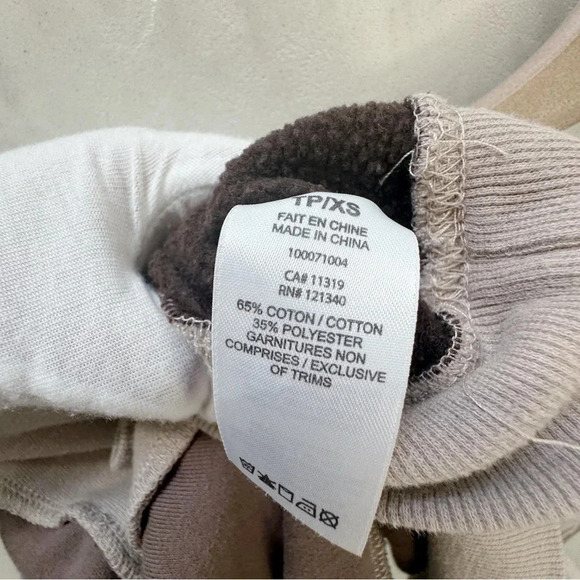 TP/XS
FAIT EN CHINE
MADE IN CHINA
100071004
CA# 11319
RN# 121340
65% COTON / COTTON
35% POLYESTER
GARNITURES NON
COMPRISES / EXCLUSIVE
OF TRIMS